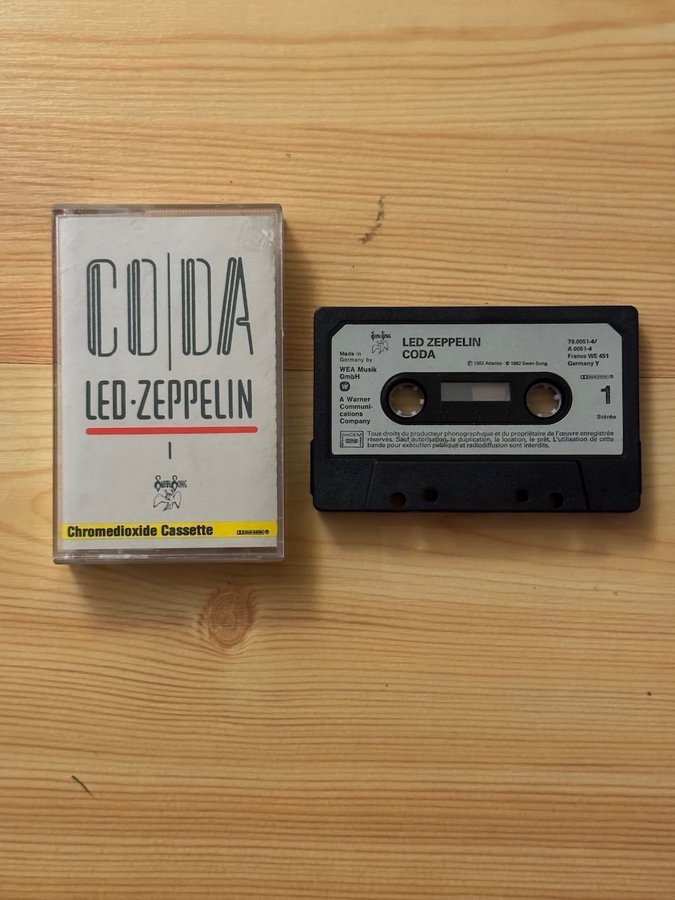 CODA
LED·ZEPPELIN
SWAN SONG
Chromedioxide Cassette
SWAN SONG
Made in
Germany by
WEA Musik
GmbH
A Warner
Communi-
cations
Company
LED ZEPPELIN
CODA
℗ 1982 Atlantic · © 1982 Swan Song
79.0051-4/
A 0051-4
France WE 451
Germany Y
1
Stéréo
Tous droits du producteur phonographique et du propriétaire de l'œuvre enregistrée
réservés. Sauf autorisation, la duplication, la location, le prêt. L'utilisation de cette
bande pour exécution publique et radiodiffusion sont interdits.